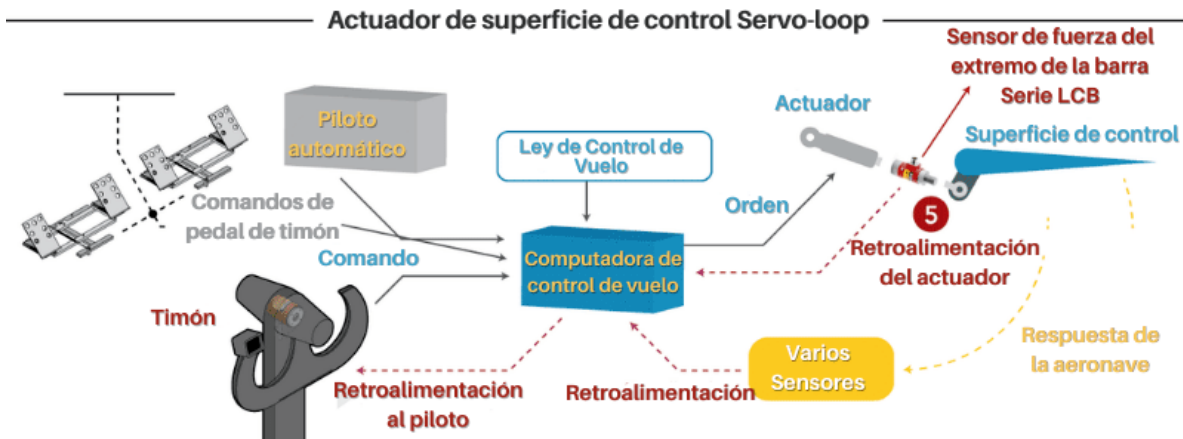 Actuador de superficie de control Servo-loop
Sensor de fuerza del
extremo de la barra
Serie LCB
Piloto
automático
Actuador
Superficie de control
Ley de Control de
Vuelo
Comandos de
pedal de timón
Orden
5
Comando
Computadora de
control de vuelo
Retroalimentación
del actuador
Timón
Respuesta de
la aeronave
Varios
Sensores
Retroalimentación
al piloto
Retroalimentación